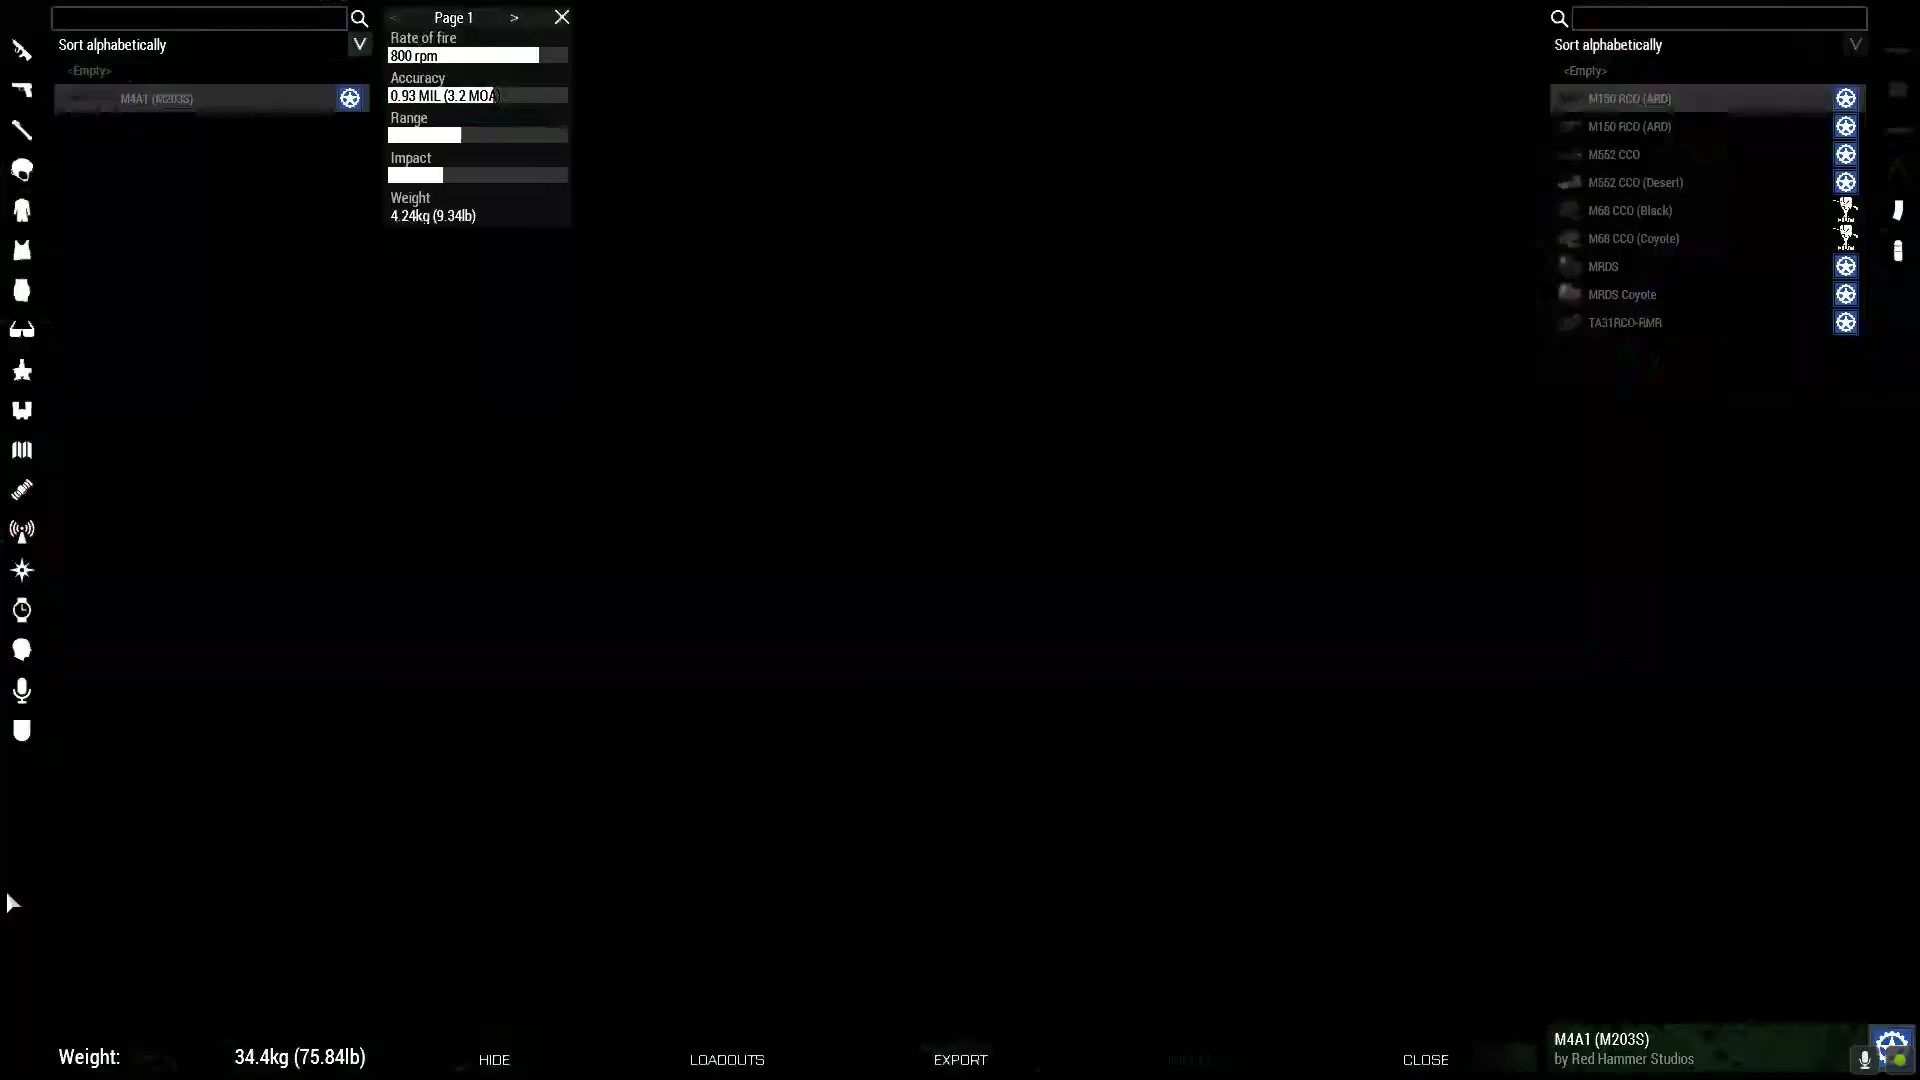 Sort alphabetically
<Empty>
M4A1 (M203S)
< Page 1 >
Rate of fire
800 rpm
Accuracy
0.93 MIL (3.2 MOA)
Range
Impact
Weight
4.24kg (9.34lb)
Sort alphabetically
<Empty>
M150 RCO (ARD)
M150 RCO (ARD)
M552 CCO
M552 CCO (Desert)
M68 CCO (Black)
M68 CCO (Coyote)
MRDS
MRDS Coyote
TA31RCO-RMR
Weight: 34.4kg (75.84lb)
HIDE
LOADOUTS
EXPORT
CLOSE
M4A1 (M203S)
by Red Hammer Studios